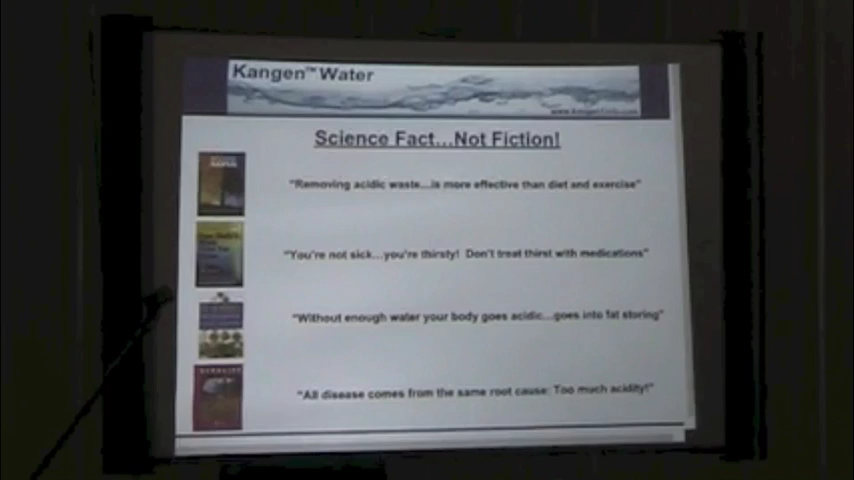 Kangen™ Water
Science Fact...Not Fiction!
"Removing acidic waste...is more effective than diet and exercise"
"You're not sick...you're thirsty! Don't treat thirst with medications"
"Without enough water your body goes acidic...goes into fat storing"
"All disease comes from the same root cause: Too much acidity!"